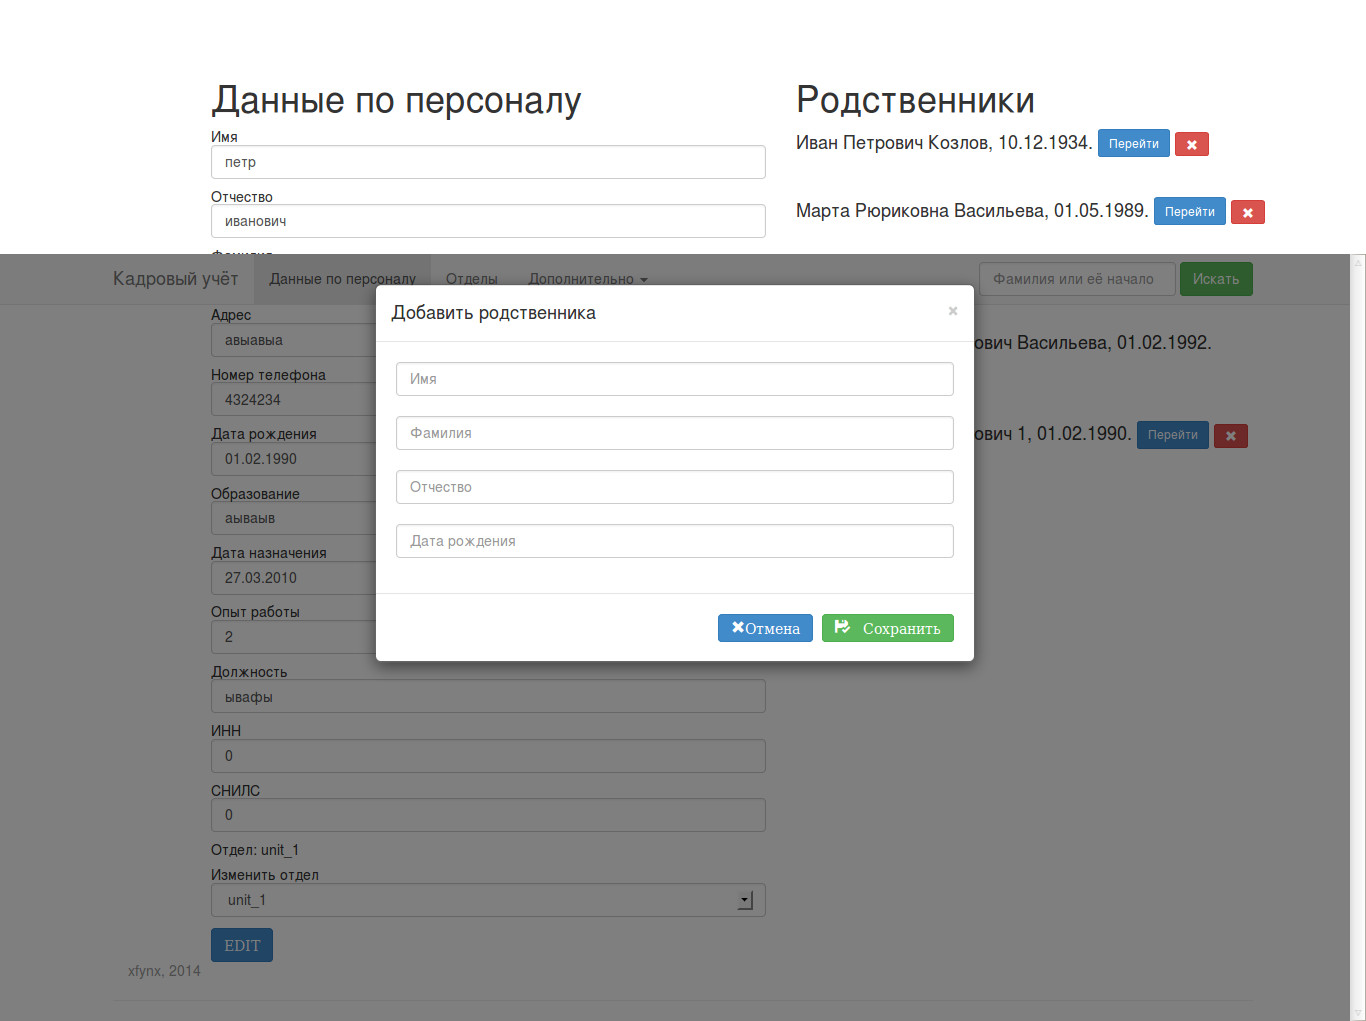 Данные по персоналу
Родственники
Имя
петр
Иван Петрович Козлов, 10.12.1934. Перейти
Отчество
иванович
Марта Рюриковна Васильева, 01.05.1989. Перейти
Кадровый учёт Данные по персоналу Отделы Дополнительно
Фамилия или её начало Искать
Адрес
авыавыа
Номер телефона
4324234
Дата рождения
01.02.1990
Образование
аываыв
Дата назначения
27.03.2010
Опыт работы
2
Должность
ывафы
ИНН
0
СНИЛС
0
Отдел: unit_1
Изменить отдел
unit_1
EDIT
xfynx, 2014
Добавить родственника ×
Имя
Фамилия
Отчество
Дата рождения
Отмена Сохранить
ович Васильева, 01.02.1992.
ович 1, 01.02.1990. Перейти